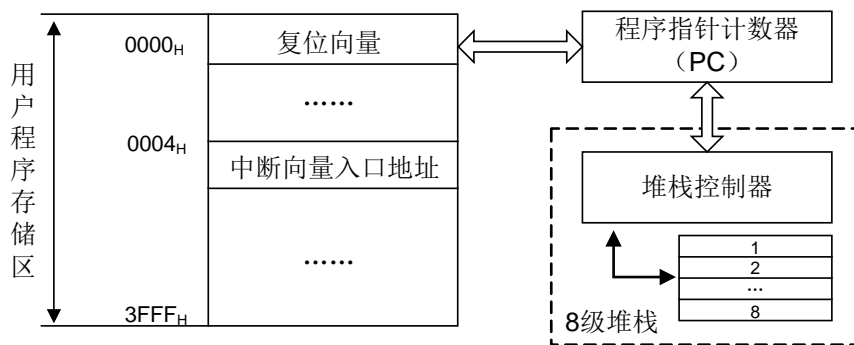 用户程序存储区
0000H
复位向量
……
0004H
中断向量入口地址
……
3FFFH
程序指针计数器
（PC）
堆栈控制器
1
2
...
8
8级堆栈